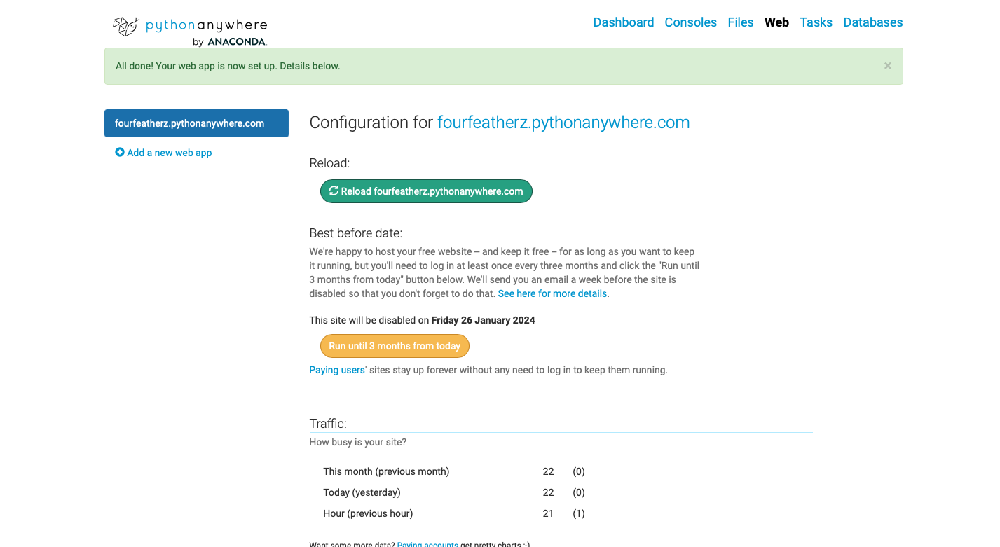 pythonanywhere
by ANACONDA.
Dashboard Consoles Files Web Tasks Databases
All done! Your web app is now set up. Details below.
×
fourfeatherz.pythonanywhere.com
Add a new web app
Configuration for fourfeatherz.pythonanywhere.com
Reload:
Reload fourfeatherz.pythonanywhere.com
Best before date:
We're happy to host your free website -- and keep it free -- for as long as you want to keep
it running, but you'll need to log in at least once every three months and click the "Run until
3 months from today" button below. We'll send you an email a week before the site is
disabled so that you don't forget to do that. See here for more details.
This site will be disabled on Friday 26 January 2024
Run until 3 months from today
Paying users' sites stay up forever without any need to log in to keep them running.
Traffic:
How busy is your site?
This month (previous month) 22 (0)
Today (yesterday) 22 (0)
Hour (previous hour) 21 (1)
Want some more data? Paying accounts get pretty charts ;-)